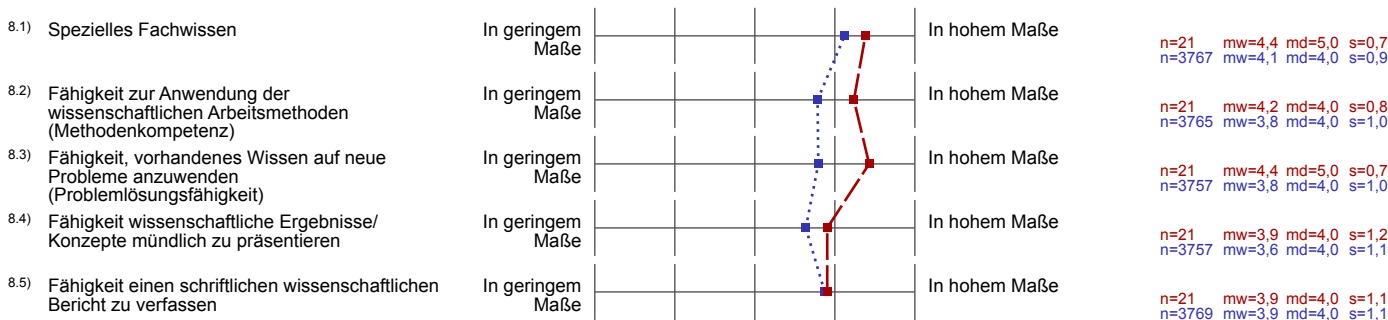 8.1) Spezielles Fachwissen In geringem Maße In hohem Maße
n=21 mw=4,4 md=5,0 s=0,7
n=3767 mw=4,1 md=4,0 s=0,9
8.2) Fähigkeit zur Anwendung der
wissenschaftlichen Arbeitsmethoden
(Methodenkompetenz)
In geringem
Maße
In hohem Maße
n=21 mw=4,2 md=4,0 s=0,8
n=3765 mw=3,8 md=4,0 s=1,0
8.3) Fähigkeit, vorhandenes Wissen auf neue
Probleme anzuwenden
(Problemlösungsfähigkeit)
In geringem
Maße
In hohem Maße
n=21 mw=4,4 md=5,0 s=0,7
n=3757 mw=3,8 md=4,0 s=1,0
8.4) Fähigkeit wissenschaftliche Ergebnisse/
Konzepte mündlich zu präsentieren
In geringem
Maße
In hohem Maße
n=21 mw=3,9 md=4,0 s=1,2
n=3757 mw=3,6 md=4,0 s=1,1
8.5) Fähigkeit einen schriftlichen wissenschaftlichen
Bericht zu verfassen
In geringem
Maße
In hohem Maße
n=21 mw=3,9 md=4,0 s=1,1
n=3769 mw=3,9 md=4,0 s=1,1